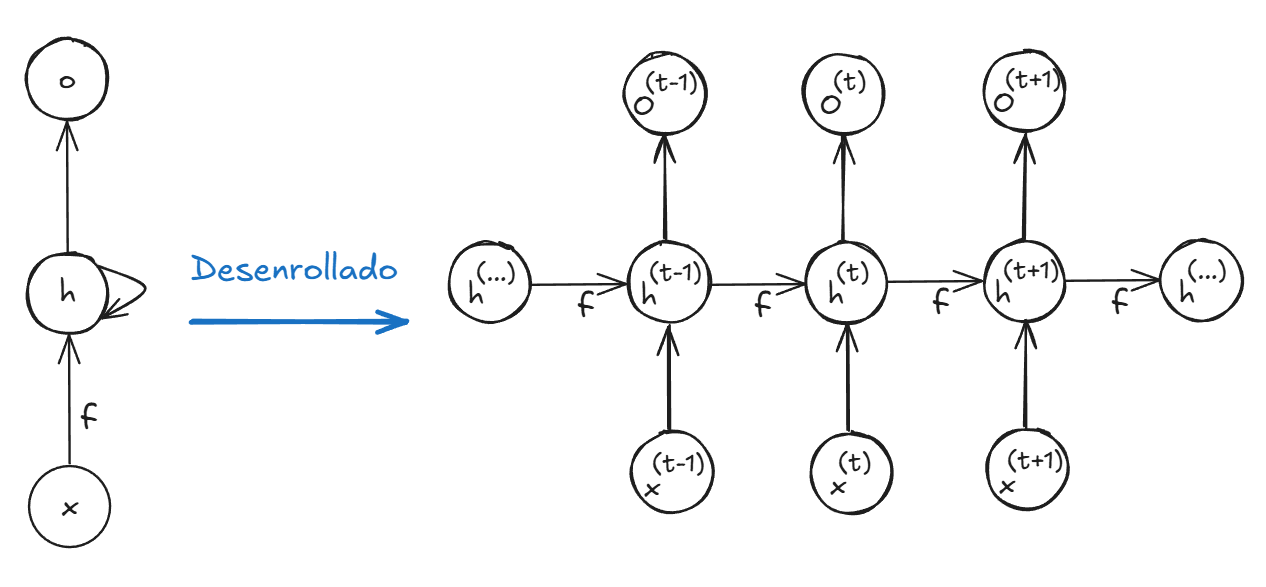 o
h
f
x
Desenrollado
o^(t-1)
o^(t)
o^(t+1)
h^(...)
f
h^(t-1)
f
h^(t)
f
h^(t+1)
f
h^(...)
x^(t-1)
x^(t)
x^(t+1)